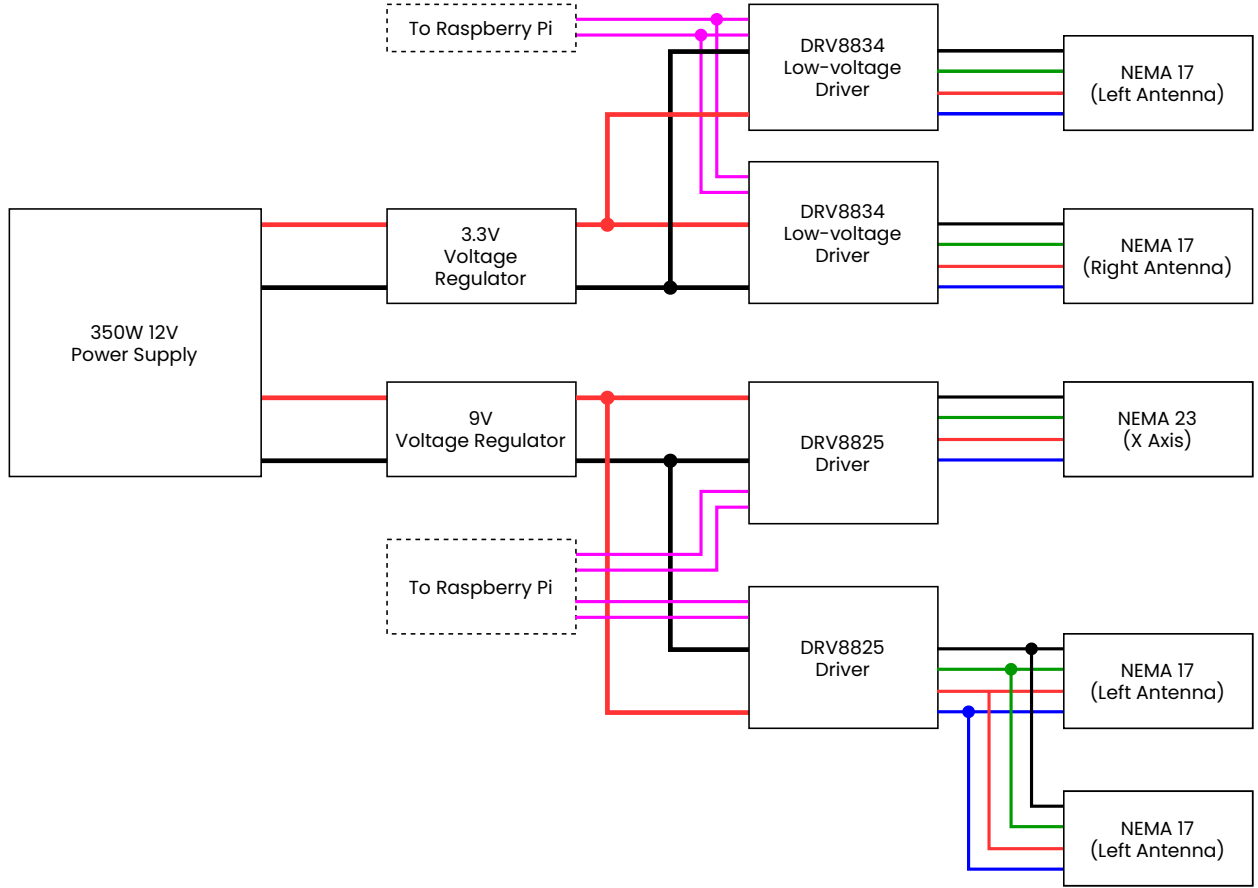 To Raspberry Pi
DRV8834
Low-voltage
Driver
NEMA 17
(Left Antenna)
DRV8834
Low-voltage
Driver
NEMA 17
(Right Antenna)
3.3V
Voltage
Regulator
350W 12V
Power Supply
9V
Voltage Regulator
DRV8825
Driver
NEMA 23
(X Axis)
To Raspberry Pi
DRV8825
Driver
NEMA 17
(Left Antenna)
NEMA 17
(Left Antenna)